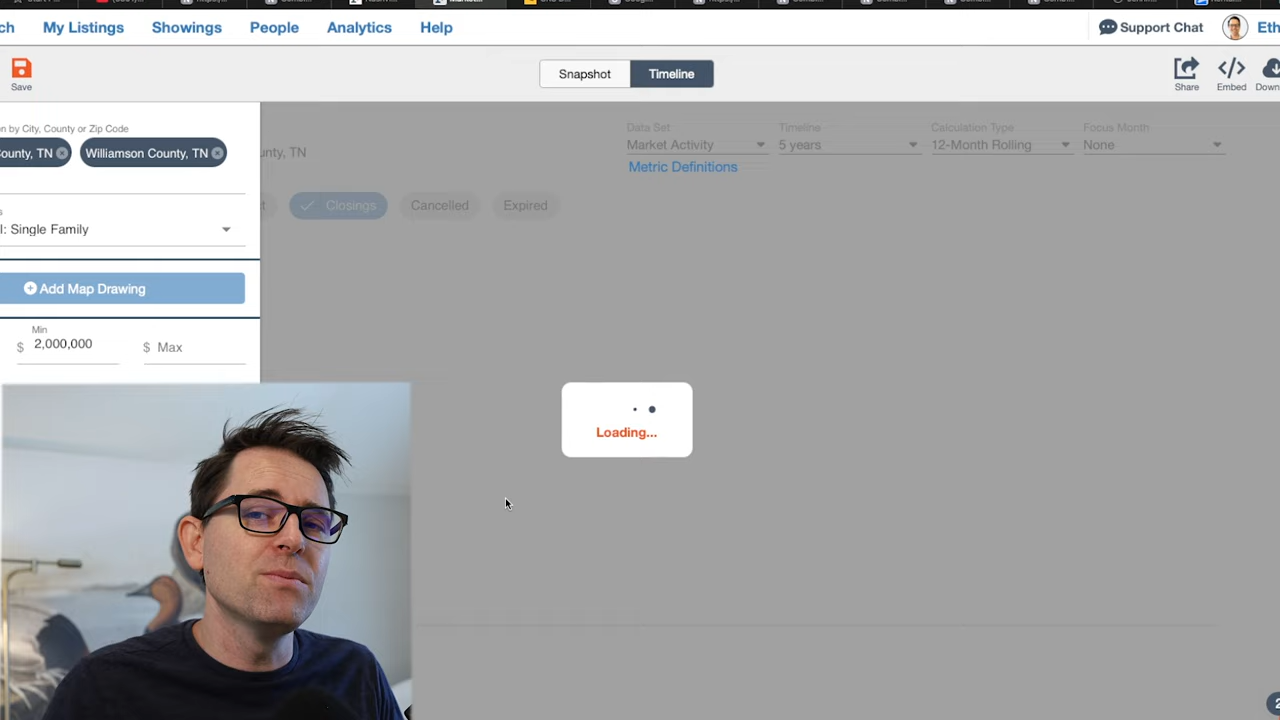 ch My Listings Showings People Analytics Help Support Chat Eth
Save Snapshot Timeline Share Embed Down
n by City, County or Zip Code
ounty, TN Williamson County, TN
unty, TN
Data Set Timeline Calculation Type Focus Month
Market Activity 5 years 12-Month Rolling None
Metric Definitions
Closings Cancelled Expired
l: Single Family
Add Map Drawing
Min
$ 2,000,000 $ Max
Loading...